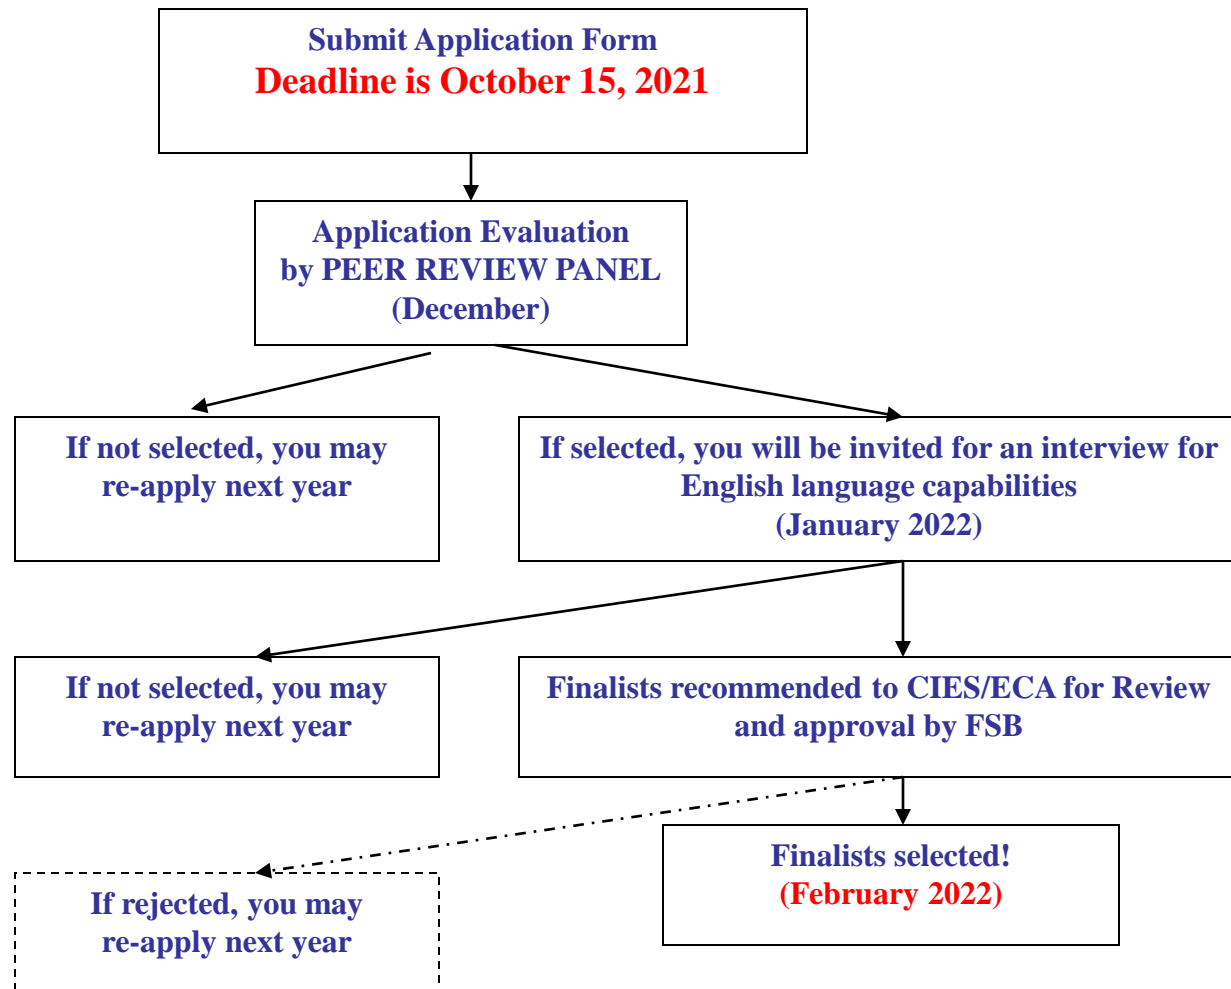 Submit Application Form
Deadline is October 15, 2021
Application Evaluation
by PEER REVIEW PANEL
(December)
If not selected, you may
re-apply next year
If selected, you will be invited for an interview for
English language capabilities
(January 2022)
If not selected, you may
re-apply next year
Finalists recommended to CIES/ECA for Review
and approval by FSB
Finalists selected!
(February 2022)
If rejected, you may
re-apply next year